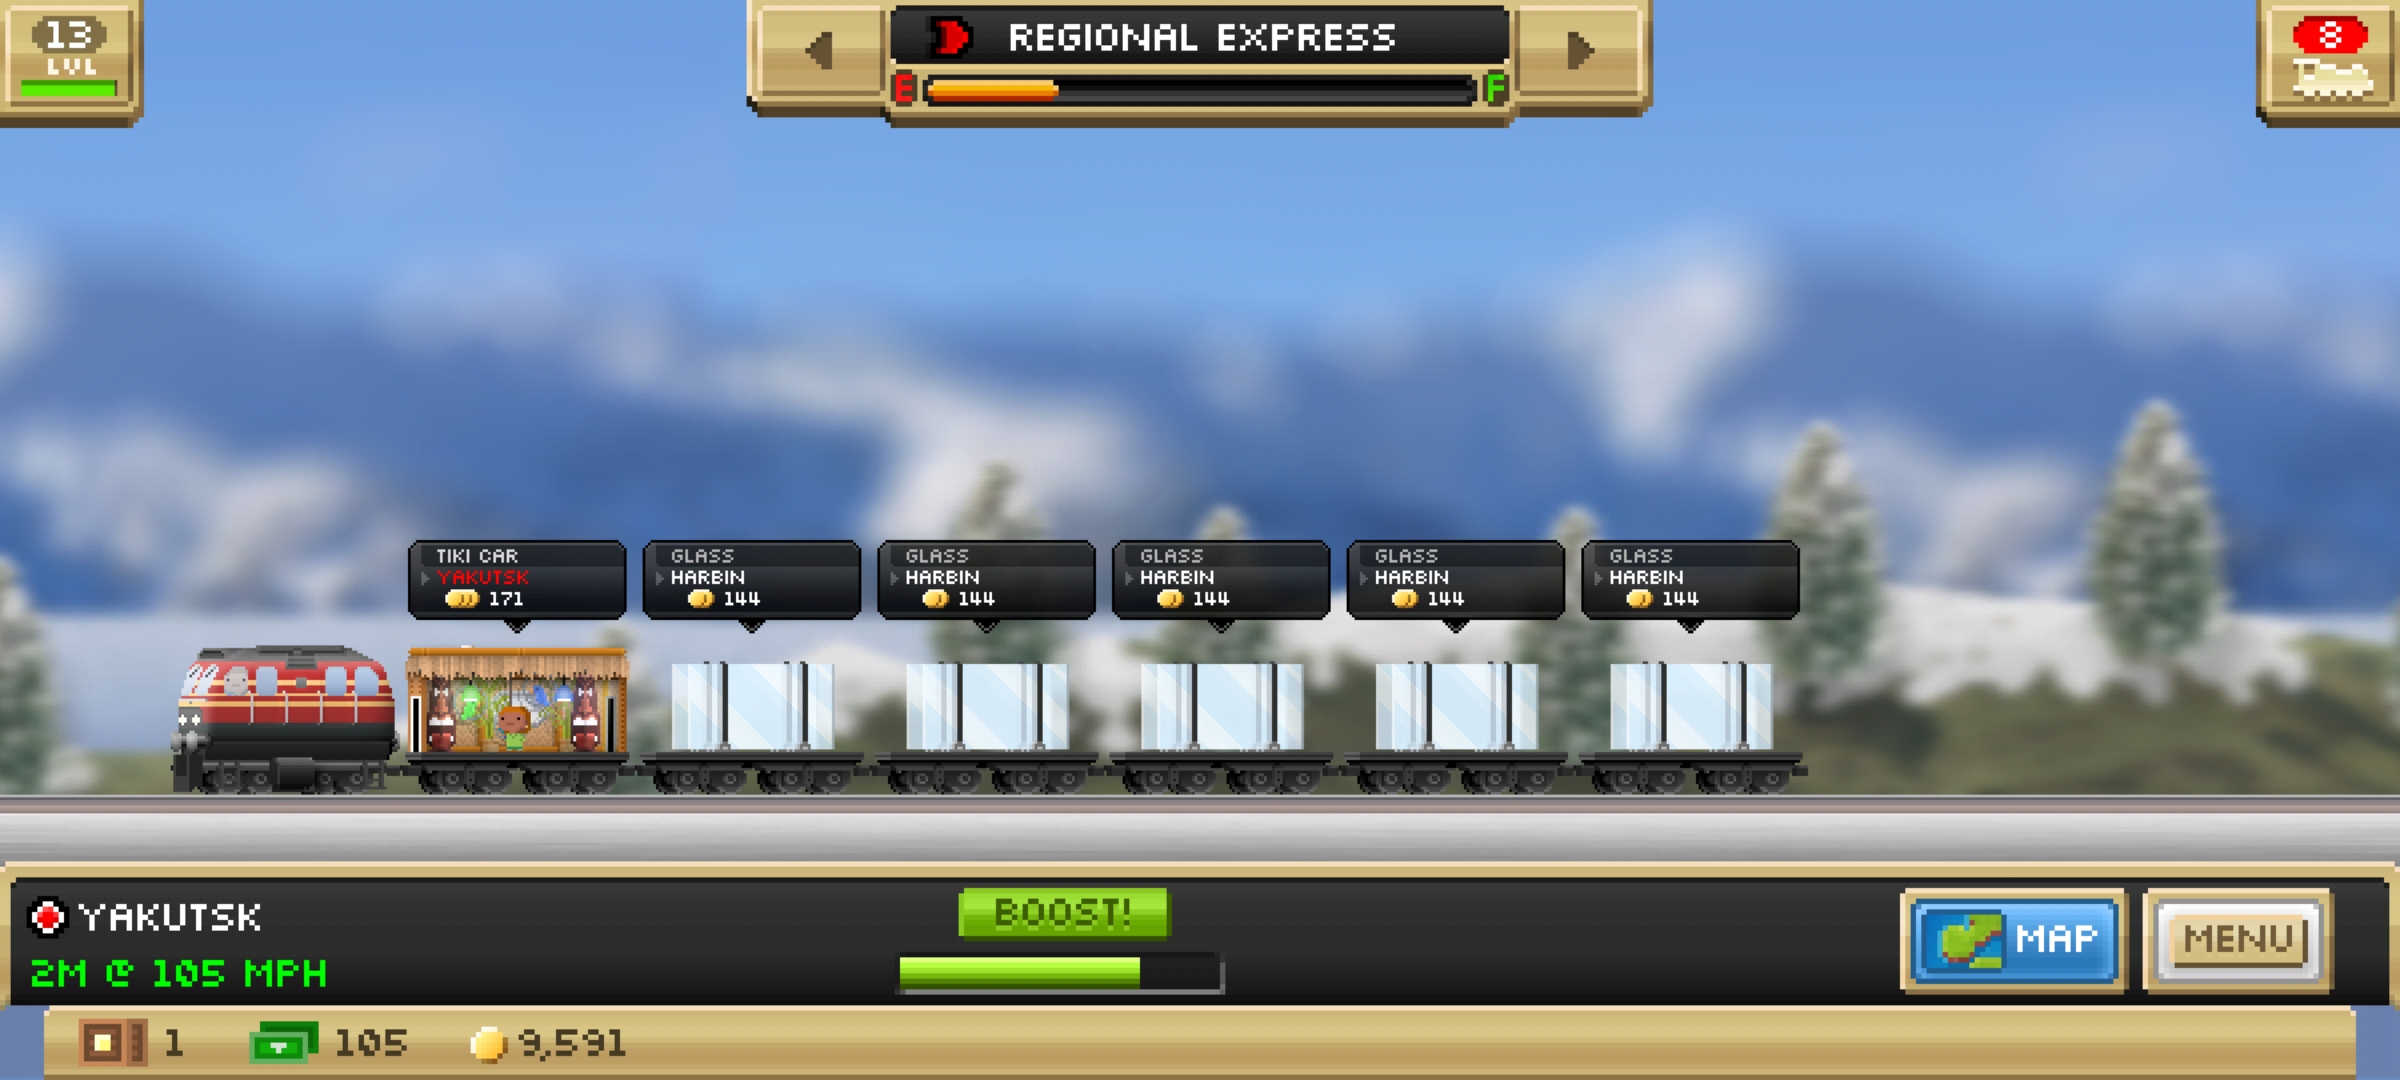 13
LVL
REGIONAL EXPRESS
E F
8
TIKI CAR
YAKUTSK
171
GLASS
HARBIN
144
GLASS
HARBIN
144
GLASS
HARBIN
144
GLASS
HARBIN
144
GLASS
HARBIN
144
YAKUTSK
2M @ 105 MPH
BOOST!
MAP
MENU
1
105
9,591